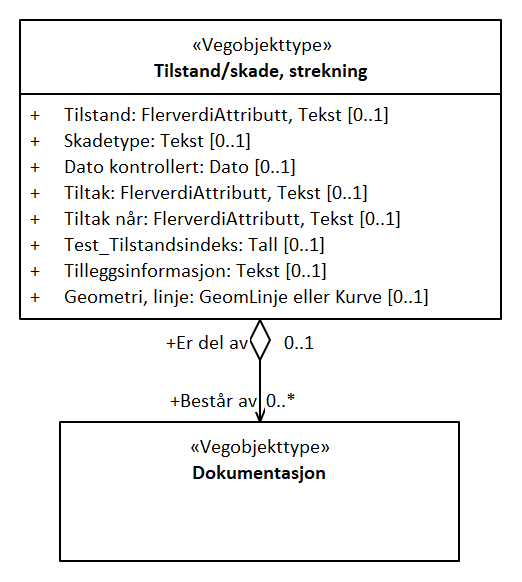 «Vegobjekttype»
Tilstand/skade, strekning
+ Tilstand: FlerverdiAttributt, Tekst [0..1]
+ Skadetype: Tekst [0..1]
+ Dato kontrollert: Dato [0..1]
+ Tiltak: FlerverdiAttributt, Tekst [0..1]
+ Tiltak når: FlerverdiAttributt, Tekst [0..1]
+ Test_Tilstandsindeks: Tall [0..1]
+ Tilleggsinformasjon: Tekst [0..1]
+ Geometri, linje: GeomLinje eller Kurve [0..1]
+Er del av 0..1
+Består av 0..*
«Vegobjekttype»
Dokumentasjon